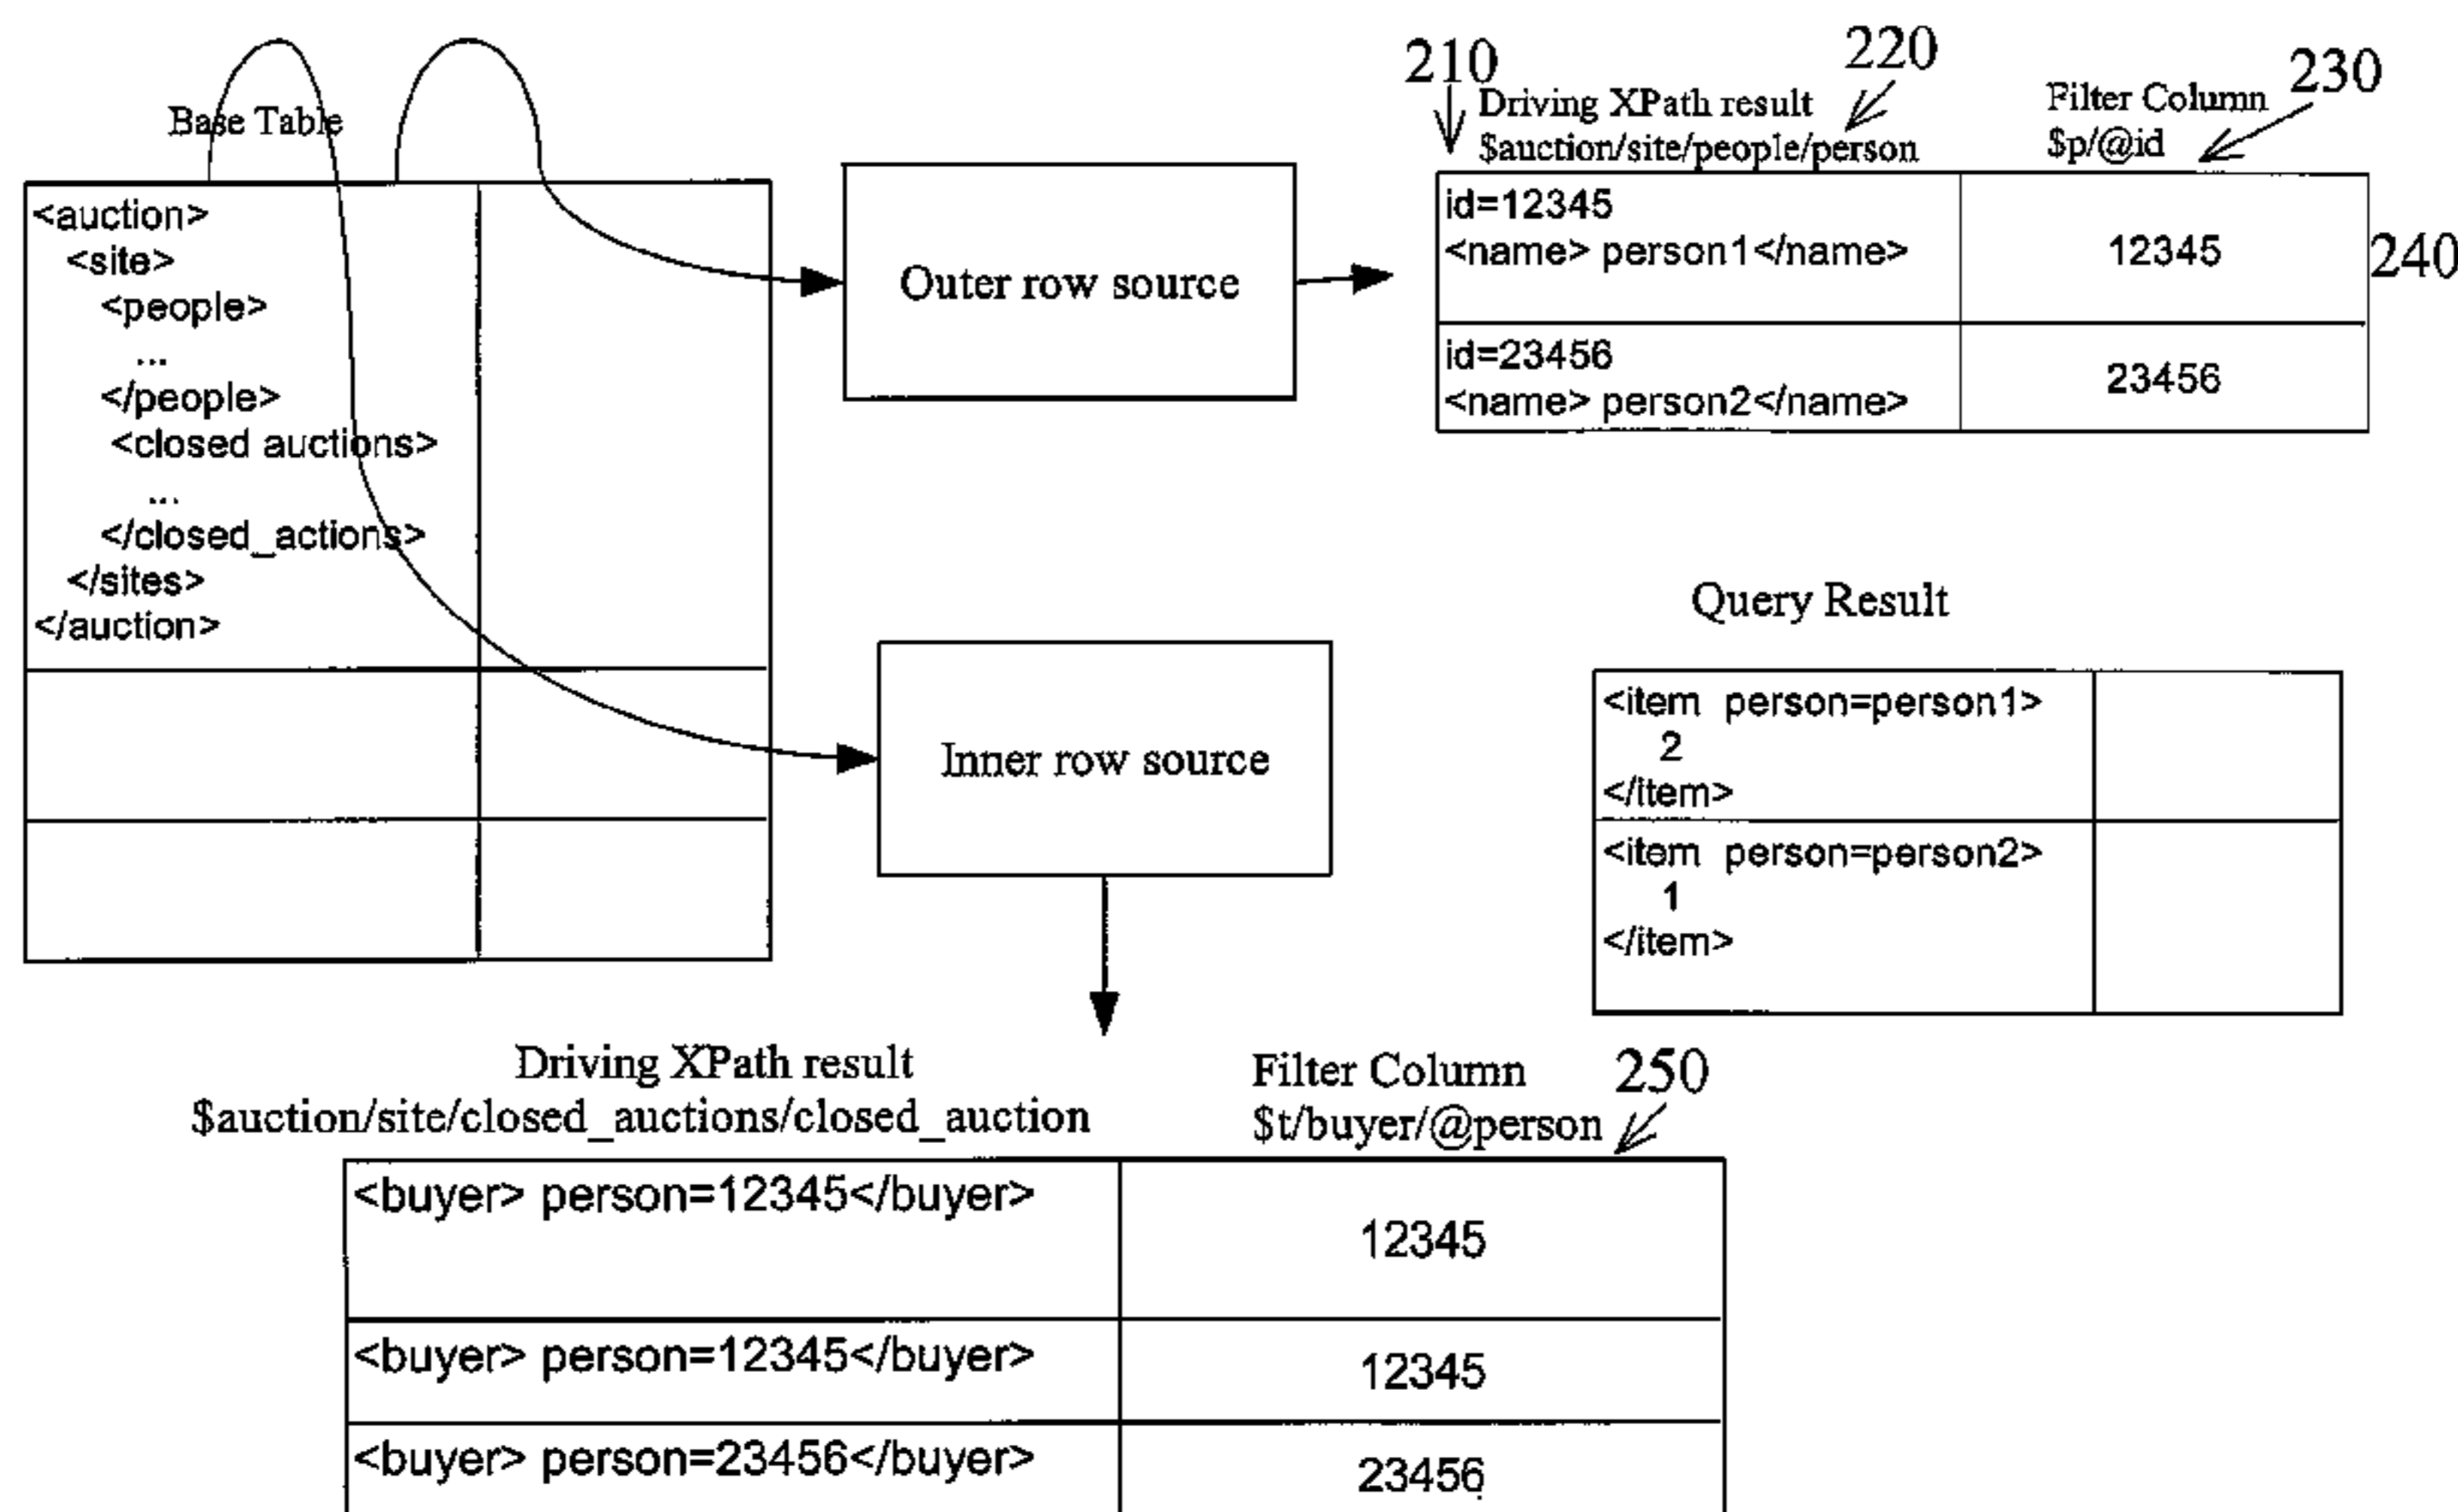 Base Table
<auction>
<site>
<people>
...
</people>
<closed auctions>
...
</closed_actions>
</sites>
</auction>
Outer row source
210
220
230
Driving XPath result
$auction/site/people/person
Filter Column
$p/@id
id=12345
<name> person1</name>
12345
240
id=23456
<name> person2</name>
23456
Inner row source
Query Result
<item person=person1>
2
</item>
<item person=person2>
1
</item>
Driving XPath result
$auction/site/closed_auctions/closed_auction
Filter Column
$t/buyer/@person
250
<buyer> person=12345</buyer>
12345
<buyer> person=12345</buyer>
12345
<buyer> person=23456</buyer>
23456